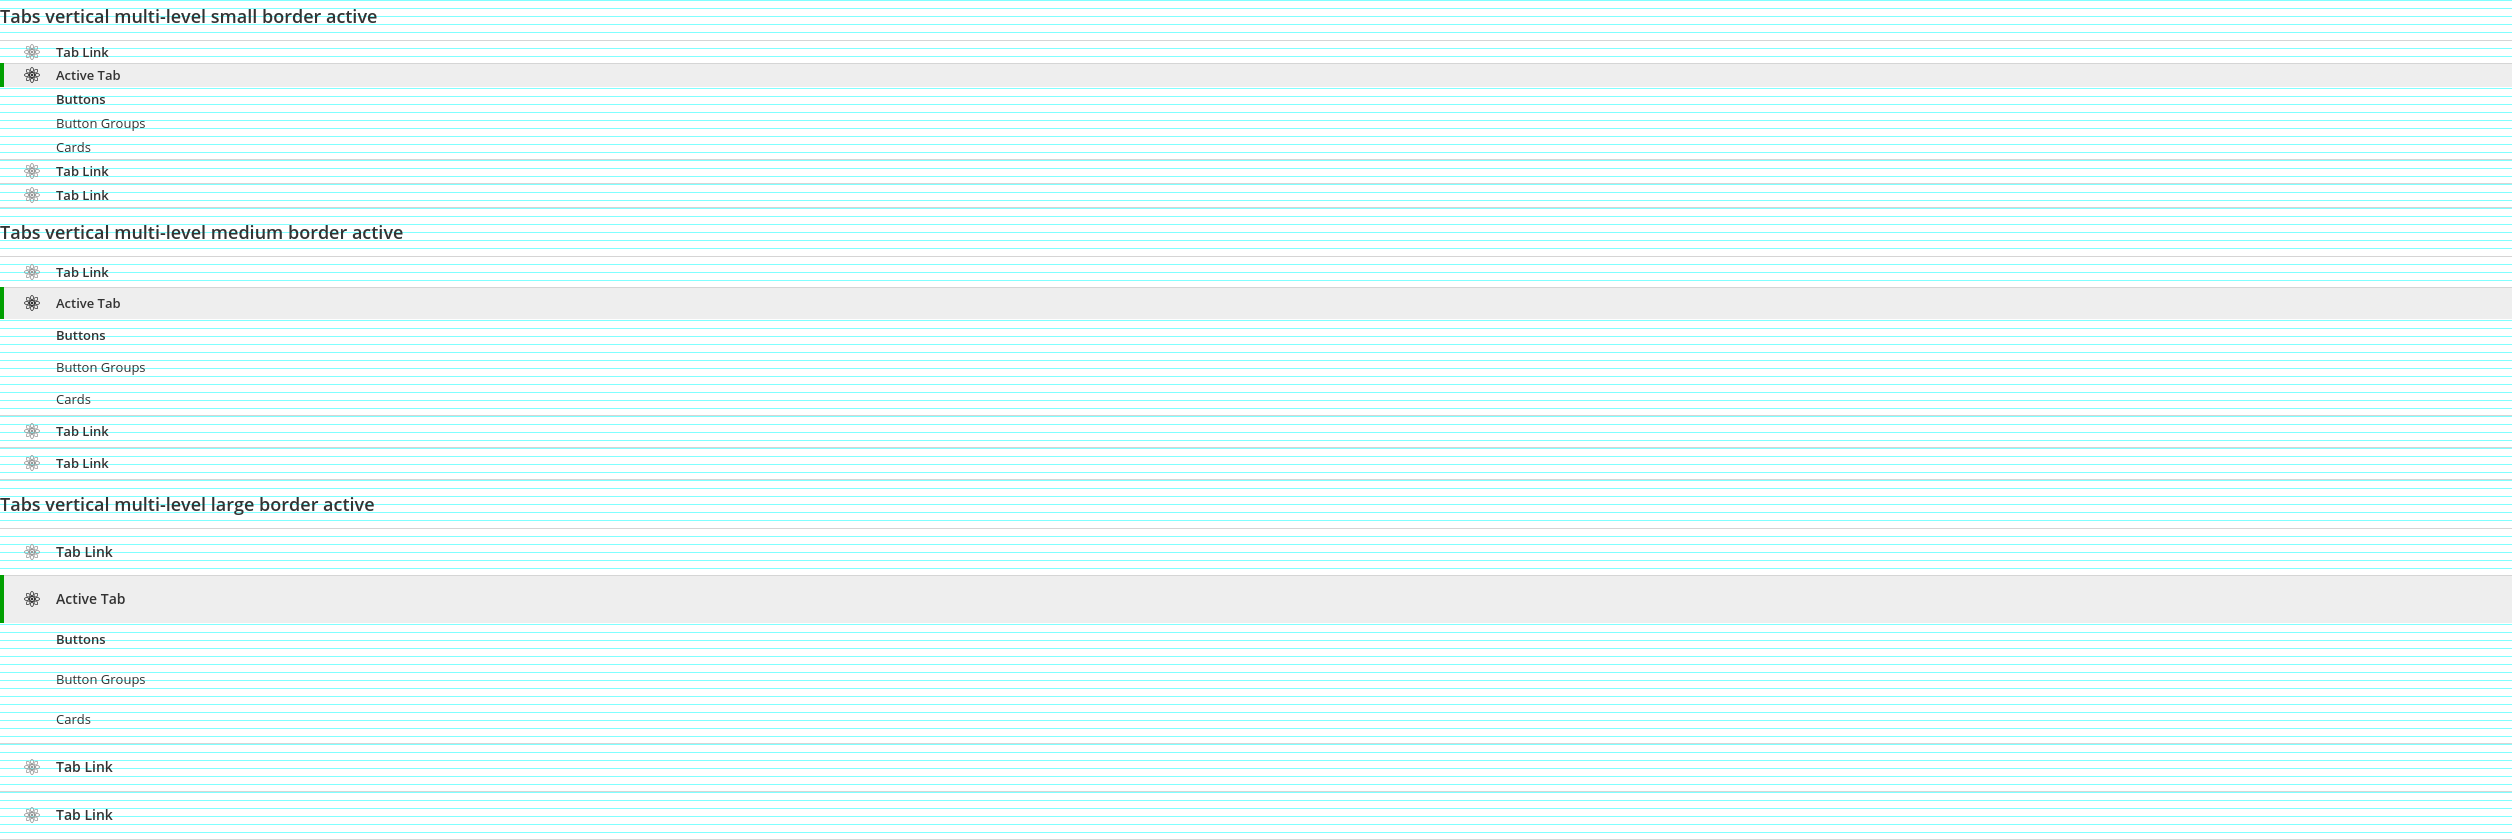 Tabs vertical multi-level small border active
Tab Link
Active Tab
Buttons
Button Groups
Cards
Tab Link
Tab Link
Tabs vertical multi-level medium border active
Tab Link
Active Tab
Buttons
Button Groups
Cards
Tab Link
Tab Link
Tabs vertical multi-level large border active
Tab Link
Active Tab
Buttons
Button Groups
Cards
Tab Link
Tab Link